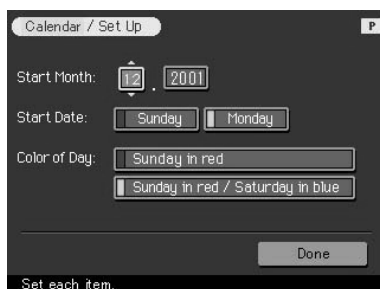 Calendar / Set Up P
Start Month: 12 . 2001
Start Date: Sunday Monday
Color of Day: Sunday in red
Sunday in red / Saturday in blue
Done
Set each item.